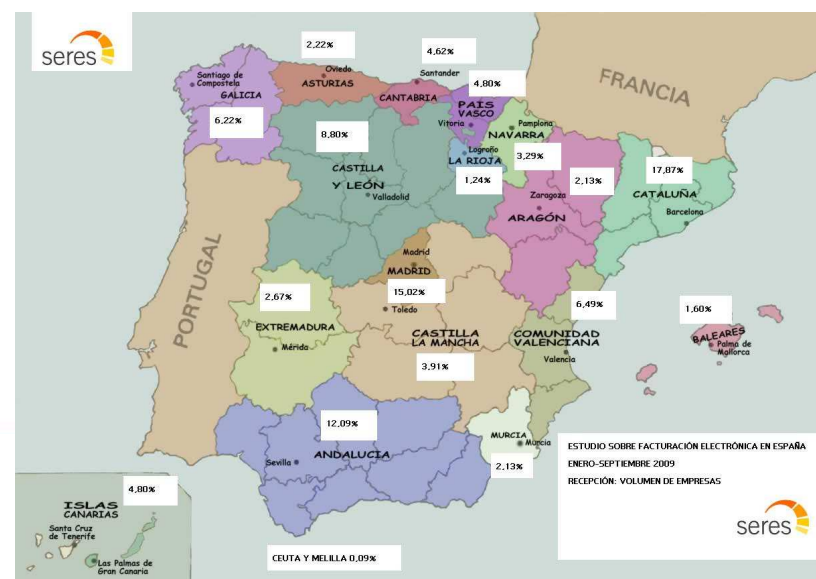 seres
2,22%
4,62%
Oviedo
ASTURIAS
Santander
CANTABRIA
4,80%
PAÍS
VASCO
Vitoria
FRANCIA
Santiago de
Compostela
GALICIA
6,22%
8,80%
CASTILLA
Y LEÓN
Valladolid
Pamplona
NAVARRA
3,29%
Logroño
LA RIOJA
1,24%
2,13%
Zaragoza
ARAGÓN
17,87%
CATALUÑA
Barcelona
PORTUGAL
Madrid
MADRID
15,02%
Toledo
2,67%
EXTREMADURA
Mérida
CASTILLA
LA MANCHA
3,91%
6,49%
COMUNIDAD
VALENCIANA
Valencia
1,60%
BALEARES
Palma de
Mallorca
12,09%
ANDALUCIA
Sevilla
MURCIA
Murcia
2,13%
ESTUDIO SOBRE FACTURACIÓN ELECTRÓNICA EN ESPAÑA
ENERO-SEPTIEMBRE 2009
RECEPCIÓN: VOLUMEN DE EMPRESAS
seres
4,80%
ISLAS
CANARIAS
Santa Cruz
de Tenerife
Las Palmas de
Gran Canaria
CEUTA Y MELILLA 0,09%